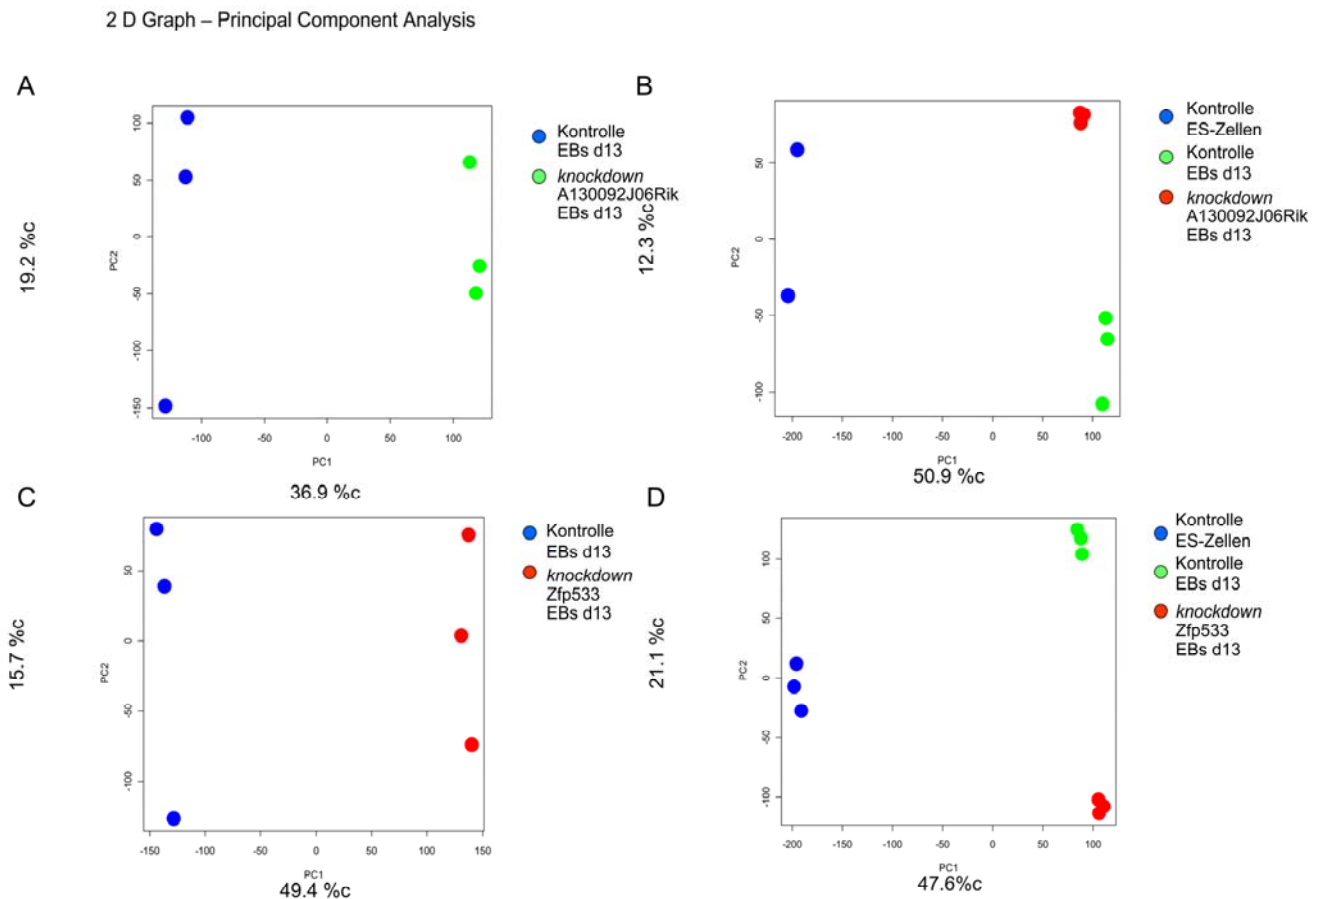 2 D Graph – Principal Component Analysis
A
19.2 %c
PC2
100
50
0
-50
-100
-150
-100
-50
0
50
100
PC1
36.9 %c
Kontrolle
EBs d13
knockdown
A130092J06Rik
EBs d13
B
12.3 %c
PC2
50
0
-50
-100
-200
-150
-100
-50
0
50
100
PC1
50.9 %c
Kontrolle
ES-Zellen
Kontrolle
EBs d13
knockdown
A130092J06Rik
EBs d13
C
15.7 %c
PC2
50
0
-50
-100
-150
-100
-50
0
50
100
150
PC1
49.4 %c
Kontrolle
EBs d13
knockdown
Zfp533
EBs d13
D
21.1 %c
PC2
100
50
0
-50
-100
-200
-150
-100
-50
0
50
100
PC1
47.6%c
Kontrolle
ES-Zellen
Kontrolle
EBs d13
knockdown
Zfp533
EBs d13